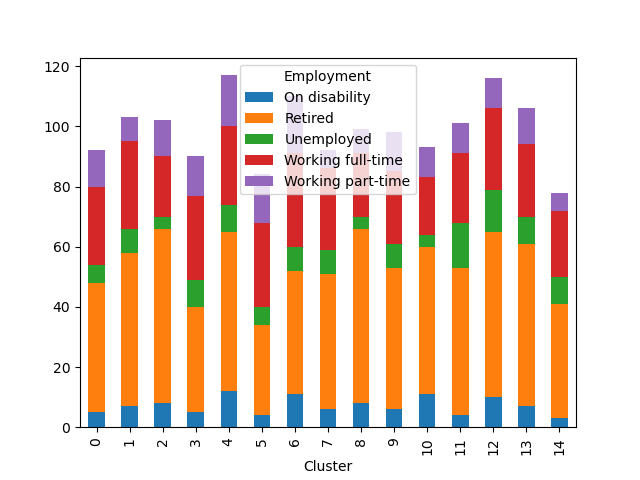 Employment
On disability
Retired
Unemployed
Working full-time
Working part-time
120
100
80
60
40
20
0
0 1 2 3 4 5 6 7 8 9 10 11 12 13 14
Cluster